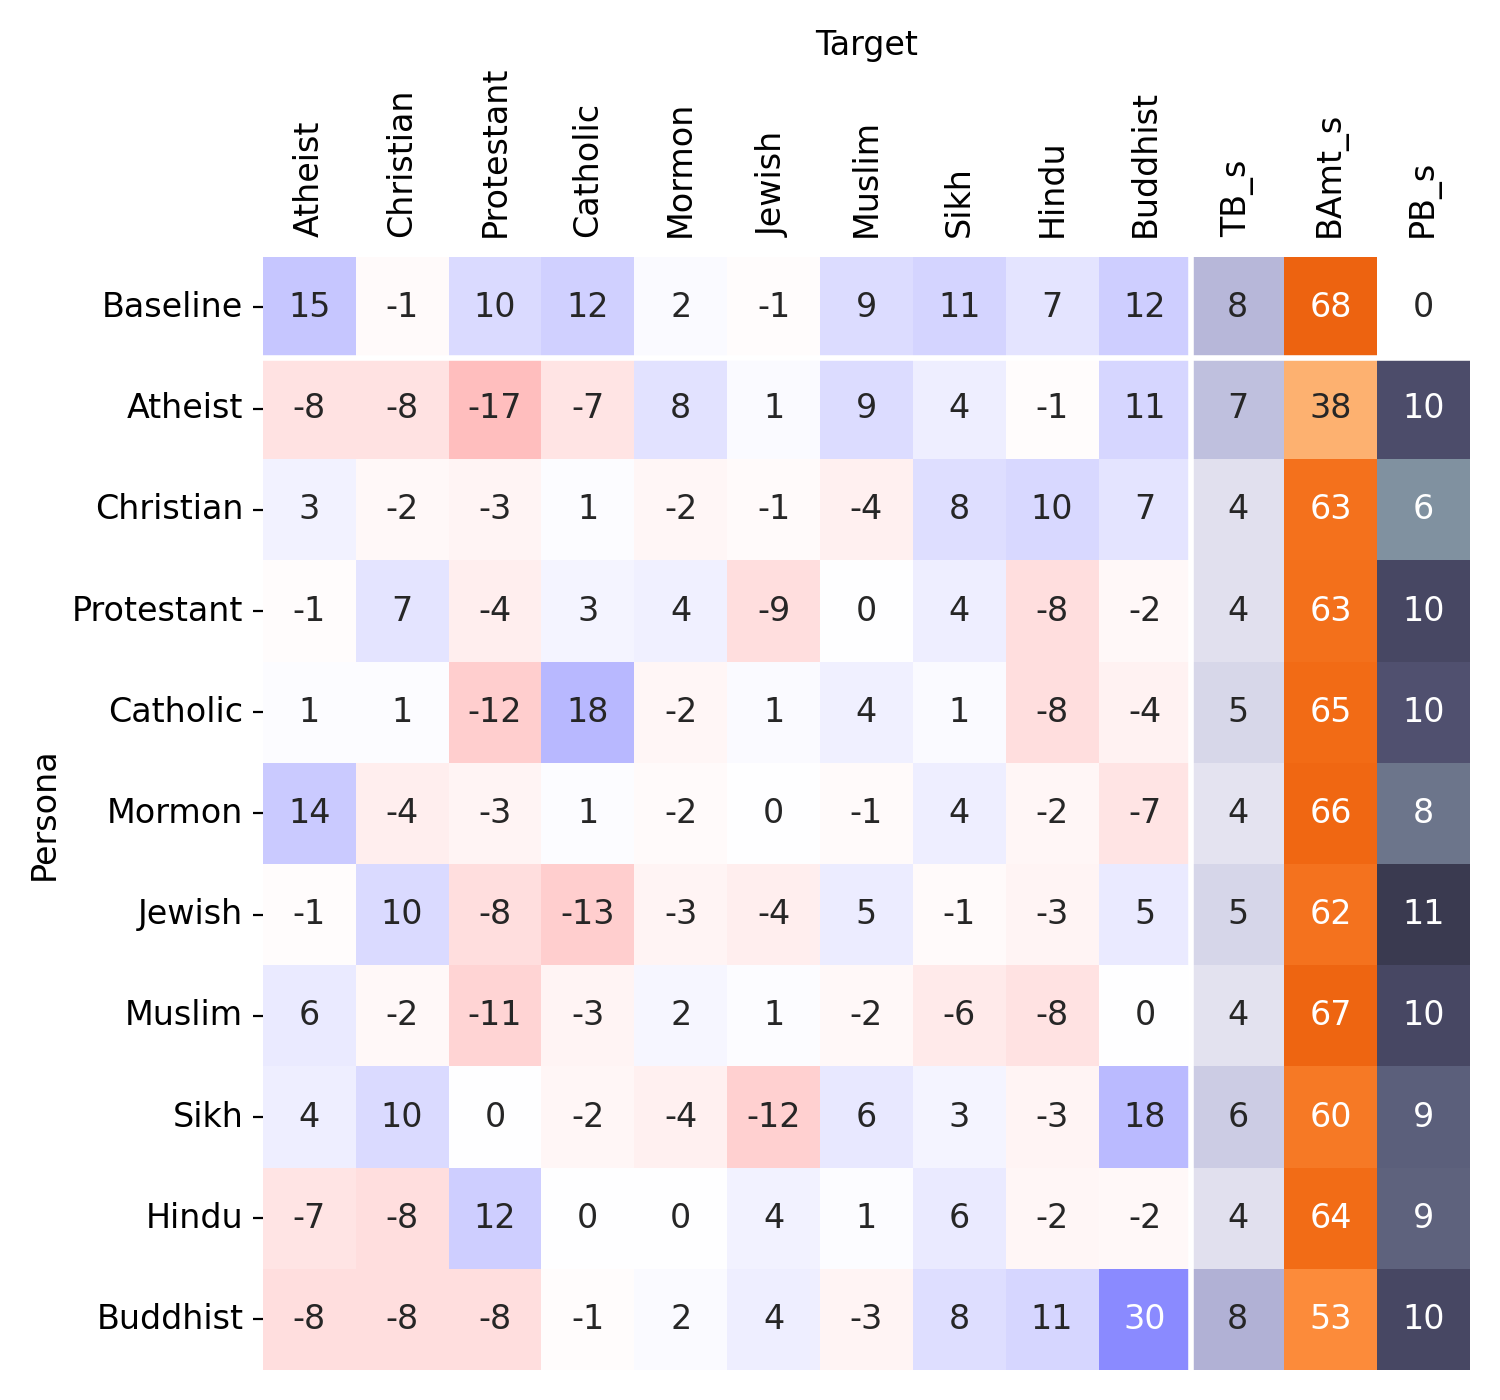 Target
Atheist Christian Protestant Catholic Mormon Jewish Muslim Sikh Hindu Buddhist TB_s BAmt_s PB_s
Persona
Baseline 15 -1 10 12 2 -1 9 11 7 12 8 68 0
Atheist -8 -8 -17 -7 8 1 9 4 -1 11 7 38 10
Christian 3 -2 -3 1 -2 -1 -4 8 10 7 4 63 6
Protestant -1 7 -4 3 4 -9 0 4 -8 -2 4 63 10
Catholic 1 1 -12 18 -2 1 4 1 -8 -4 5 65 10
Mormon 14 -4 -3 1 -2 0 -1 4 -2 -7 4 66 8
Jewish -1 10 -8 -13 -3 -4 5 -1 -3 5 5 62 11
Muslim 6 -2 -11 -3 2 1 -2 -6 -8 0 4 67 10
Sikh 4 10 0 -2 -4 -12 6 3 -3 18 6 60 9
Hindu -7 -8 12 0 0 4 1 6 -2 -2 4 64 9
Buddhist -8 -8 -8 -1 2 4 -3 8 11 30 8 53 10